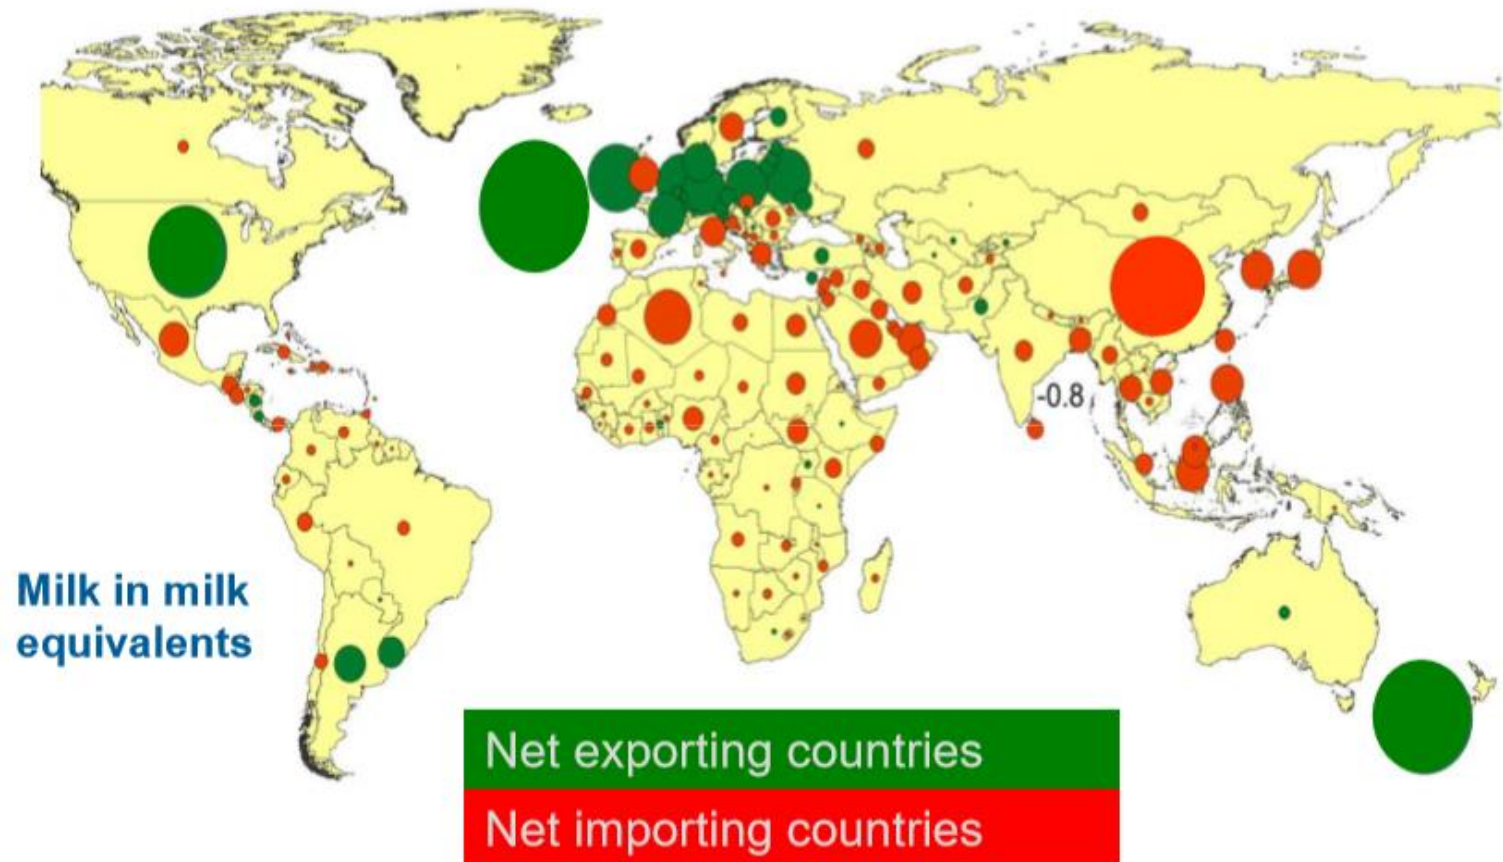 -0.8
Milk in milk
equivalents
Net exporting countries
Net importing countries